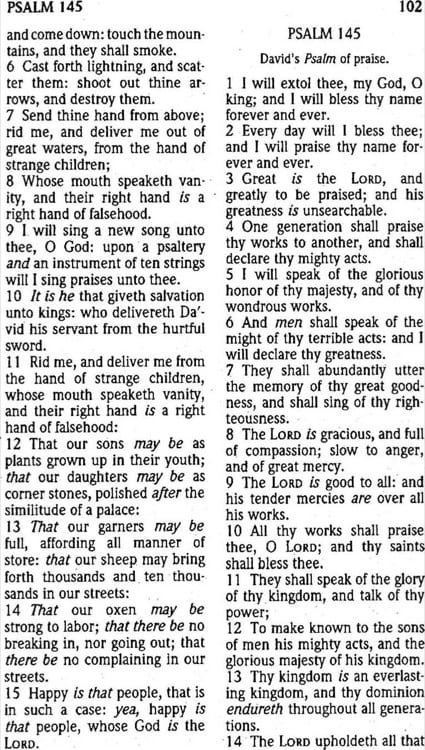 PSALM 145
102
and come down: touch the moun-
tains, and they shall smoke.
6 Cast forth lightning, and scat-
ter them: shoot out thine ar-
rows, and destroy them.
7 Send thine hand from above;
rid me, and deliver me out of
great waters, from the hand of
strange children;
8 Whose mouth speaketh van-
ity, and their right hand is a
right hand of falsehood.
9 I will sing a new song unto
thee, O God: upon a psaltery
and an instrument of ten strings
will I sing praises unto thee.
10 It is he that giveth salvation
unto kings: who delivereth Da′-
vid his servant from the hurtful
sword.
11 Rid me, and deliver me from
the hand of strange children,
whose mouth speaketh vanity,
and their right hand is a right
hand of falsehood:
12 That our sons may be as
plants grown up in their youth;
that our daughters may be as
corner stones, polished after the
similitude of a palace:
13 That our garners may be
full, affording all manner of
store: that our sheep may bring
forth thousands and ten thou-
sands in our streets:
14 That our oxen may be
strong to labor; that there be no
breaking in, nor going out; that
there be no complaining in our
streets.
15 Happy is that people, that is
in such a case: yea, happy is
that people, whose God is the
LORD.
PSALM 145
David's Psalm of praise.
1 I will extol thee, my God, O
king; and I will bless thy name
forever and ever.
2 Every day will I bless thee;
and I will praise thy name for-
ever and ever.
3 Great is the LORD, and
greatly to be praised; and his
greatness is unsearchable.
4 One generation shall praise
thy works to another, and shall
declare thy mighty acts.
5 I will speak of the glorious
honor of thy majesty, and of thy
wondrous works.
6 And men shall speak of the
might of thy terrible acts: and I
will declare thy greatness.
7 They shall abundantly utter
the memory of thy great good-
ness, and shall sing of thy righ-
teousness.
8 The LORD is gracious, and full
of compassion; slow to anger,
and of great mercy.
9 The LORD is good to all: and
his tender mercies are over all
his works.
10 All thy works shall praise
thee, O LORD; and thy saints
shall bless thee.
11 They shall speak of the glory
of thy kingdom, and talk of thy
power;
12 To make known to the sons
of men his mighty acts, and the
glorious majesty of his kingdom.
13 Thy kingdom is an everlast-
ing kingdom, and thy dominion
endureth throughout all genera-
tions.
14 The LORD upholdeth all that